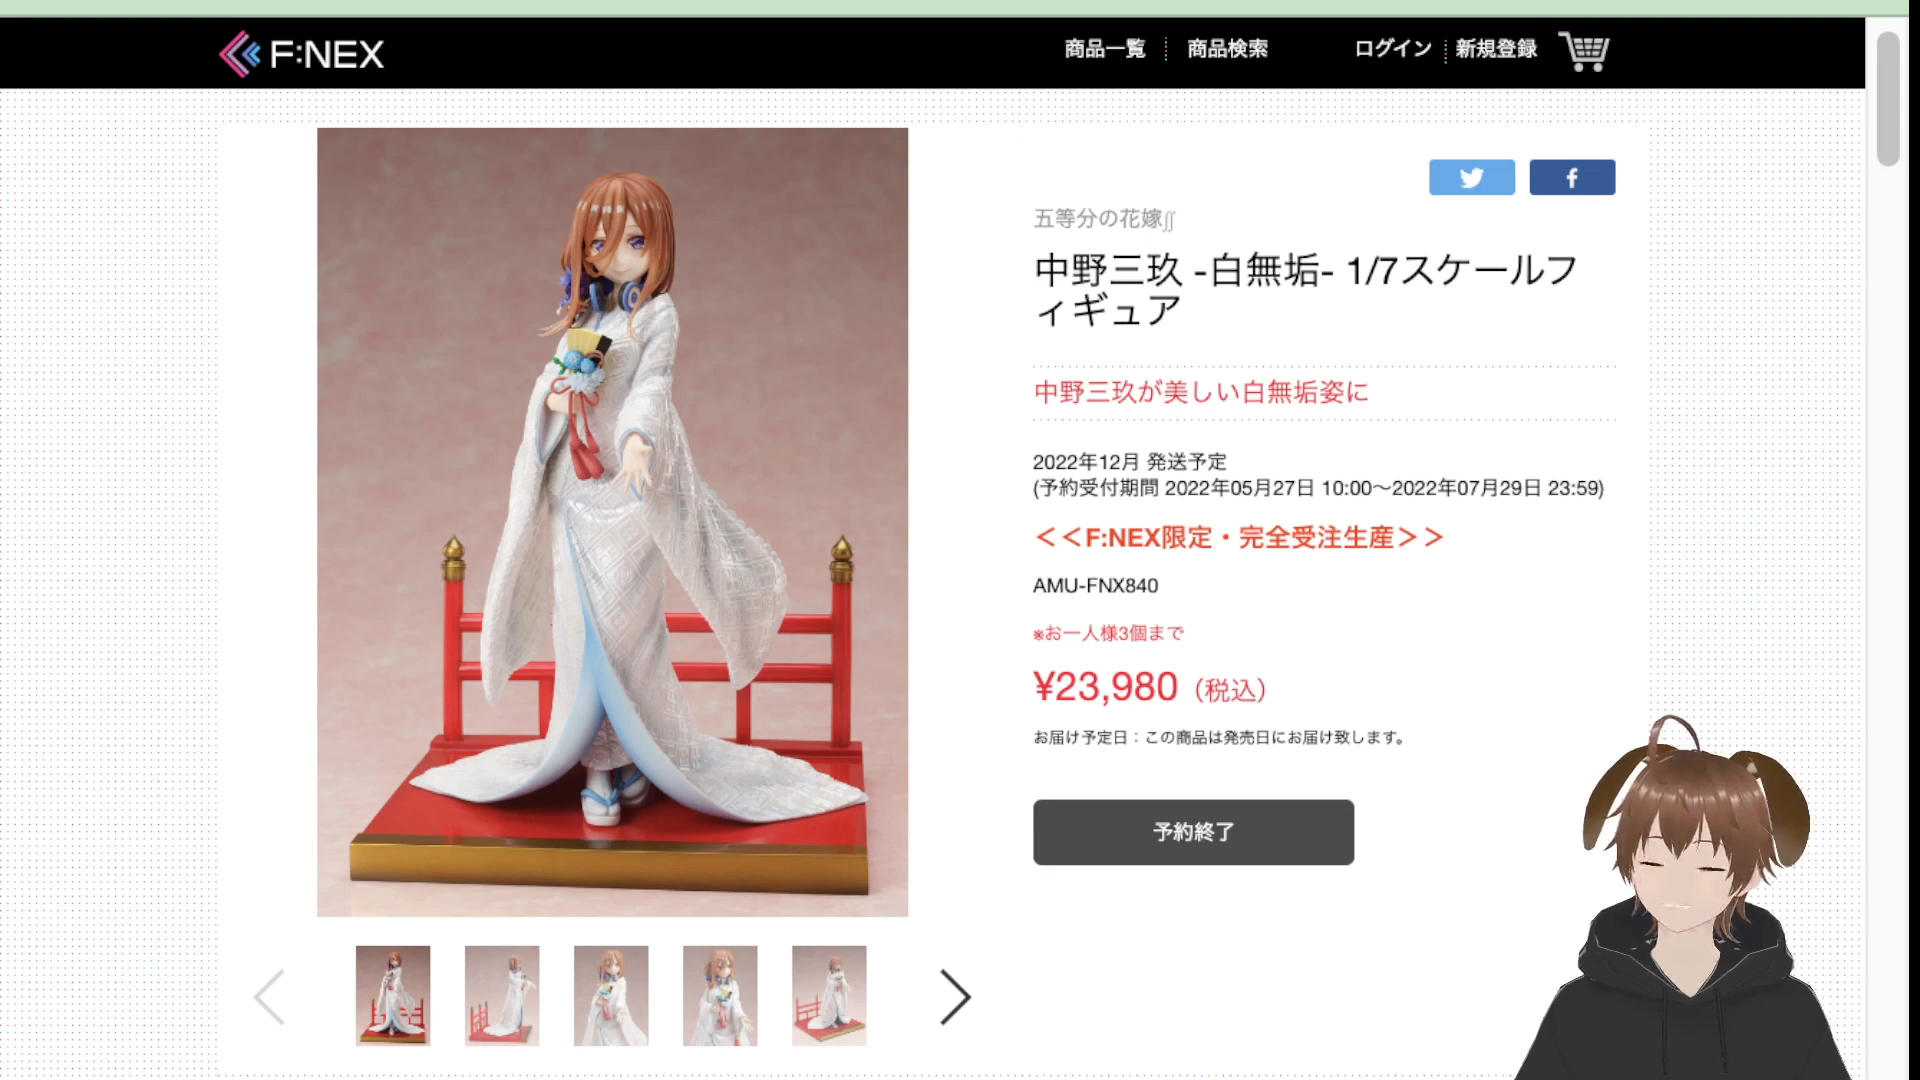 F:NEX
商品一覧
商品検索
ログイン
新規登録
五等分の花嫁∬
中野三玖 -白無垢- 1/7スケールフ
ィギュア
中野三玖が美しい白無垢姿に
2022年12月 発送予定
(予約受付期間 2022年05月27日 10:00〜2022年07月29日 23:59)
＜＜F:NEX限定・完全受注生産＞＞
AMU-FNX840
※お一人様3個まで
¥23,980（税込）
お届け予定日：この商品は発売日にお届け致します。
予約終了